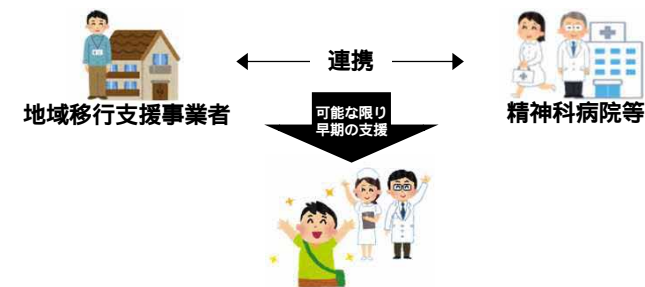 連携
地域移行支援事業者
精神科病院等
可能な限り
早期の支援